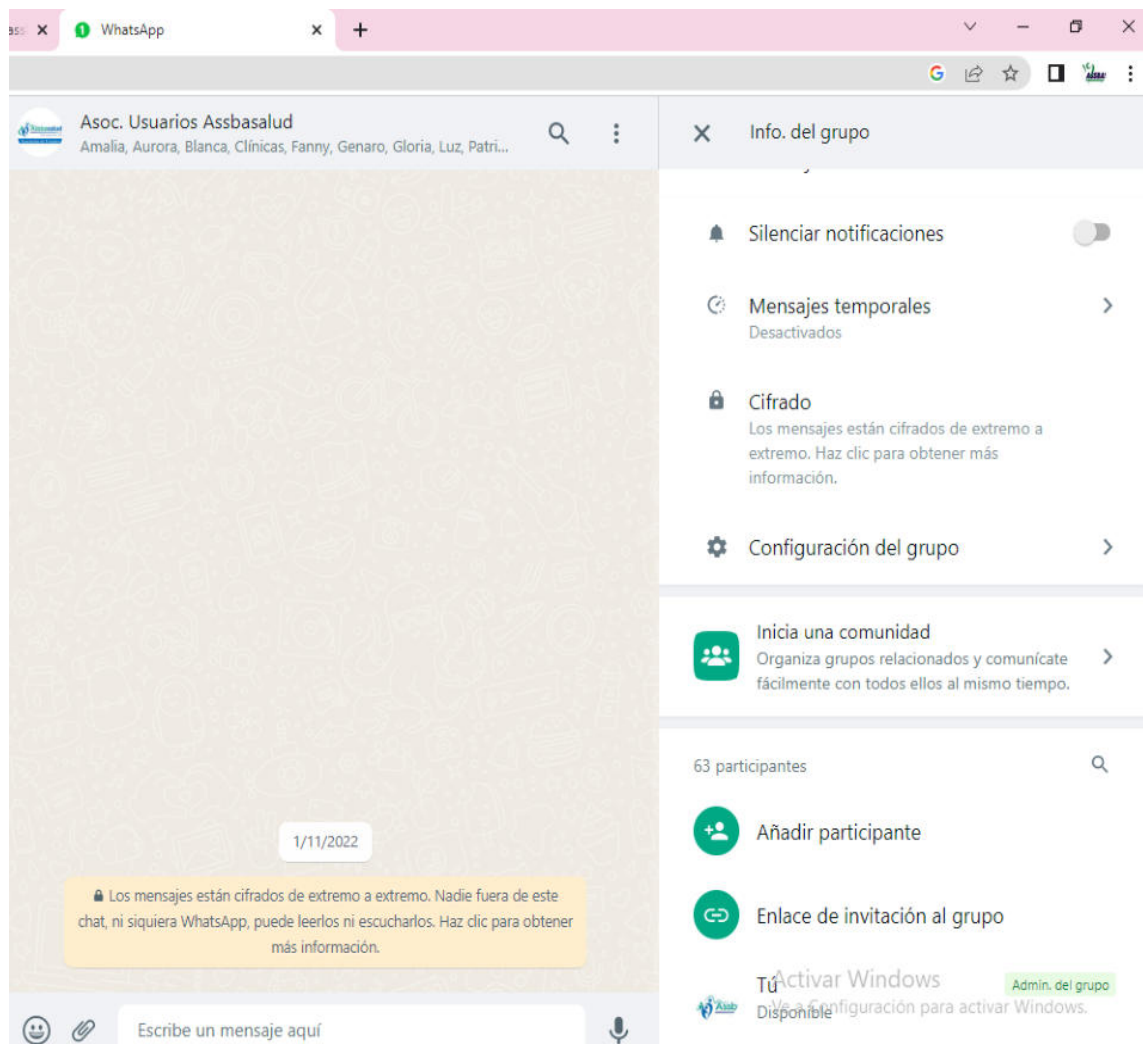 WhatsApp
Asoc. Usuarios Assbasalud
Amalia, Aurora, Blanca, Clínicas, Fanny, Genaro, Gloria, Luz, Patri...
Info. del grupo
Silenciar notificaciones
Mensajes temporales
Desactivados
Cifrado
Los mensajes están cifrados de extremo a
extremo. Haz clic para obtener más
información.
Configuración del grupo
Inicia una comunidad
Organiza grupos relacionados y comunícate
fácilmente con todos ellos al mismo tiempo.
63 participantes
Añadir participante
1/11/2022
Los mensajes están cifrados de extremo a extremo. Nadie fuera de este
chat, ni siquiera WhatsApp, puede leerlos ni escucharlos. Haz clic para obtener
más información.
Enlace de invitación al grupo
Tú
Activar Windows
Admin. del grupo
Disponible
Ve a Configuración para activar Windows.
Escribe un mensaje aquí